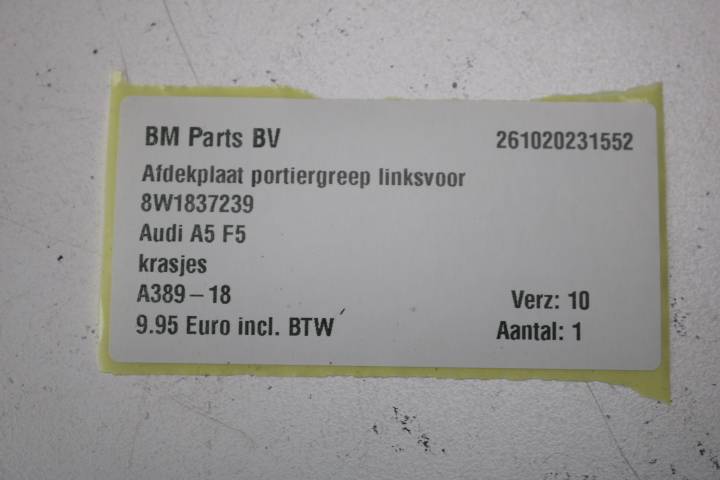 BM Parts BV 261020231552
Afdekplaat portiergreep linksvoor
8W1837239
Audi A5 F5
krasjes
A389 – 18 Verz: 10
9.95 Euro incl. BTW Aantal: 1